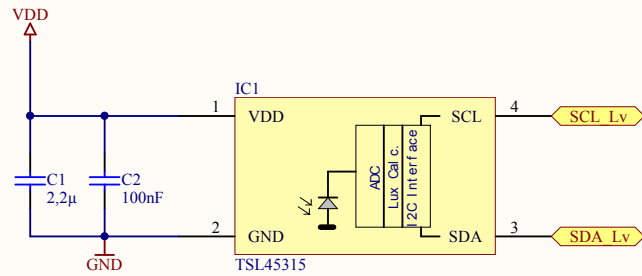 VDD
IC1
1
VDD
SCL
4
SCL_Lv
ADC
Lux Calc.
I2C Interface
C1
2,2µ
C2
100nF
2
GND
SDA
3
SDA_Lv
GND
TSL45315